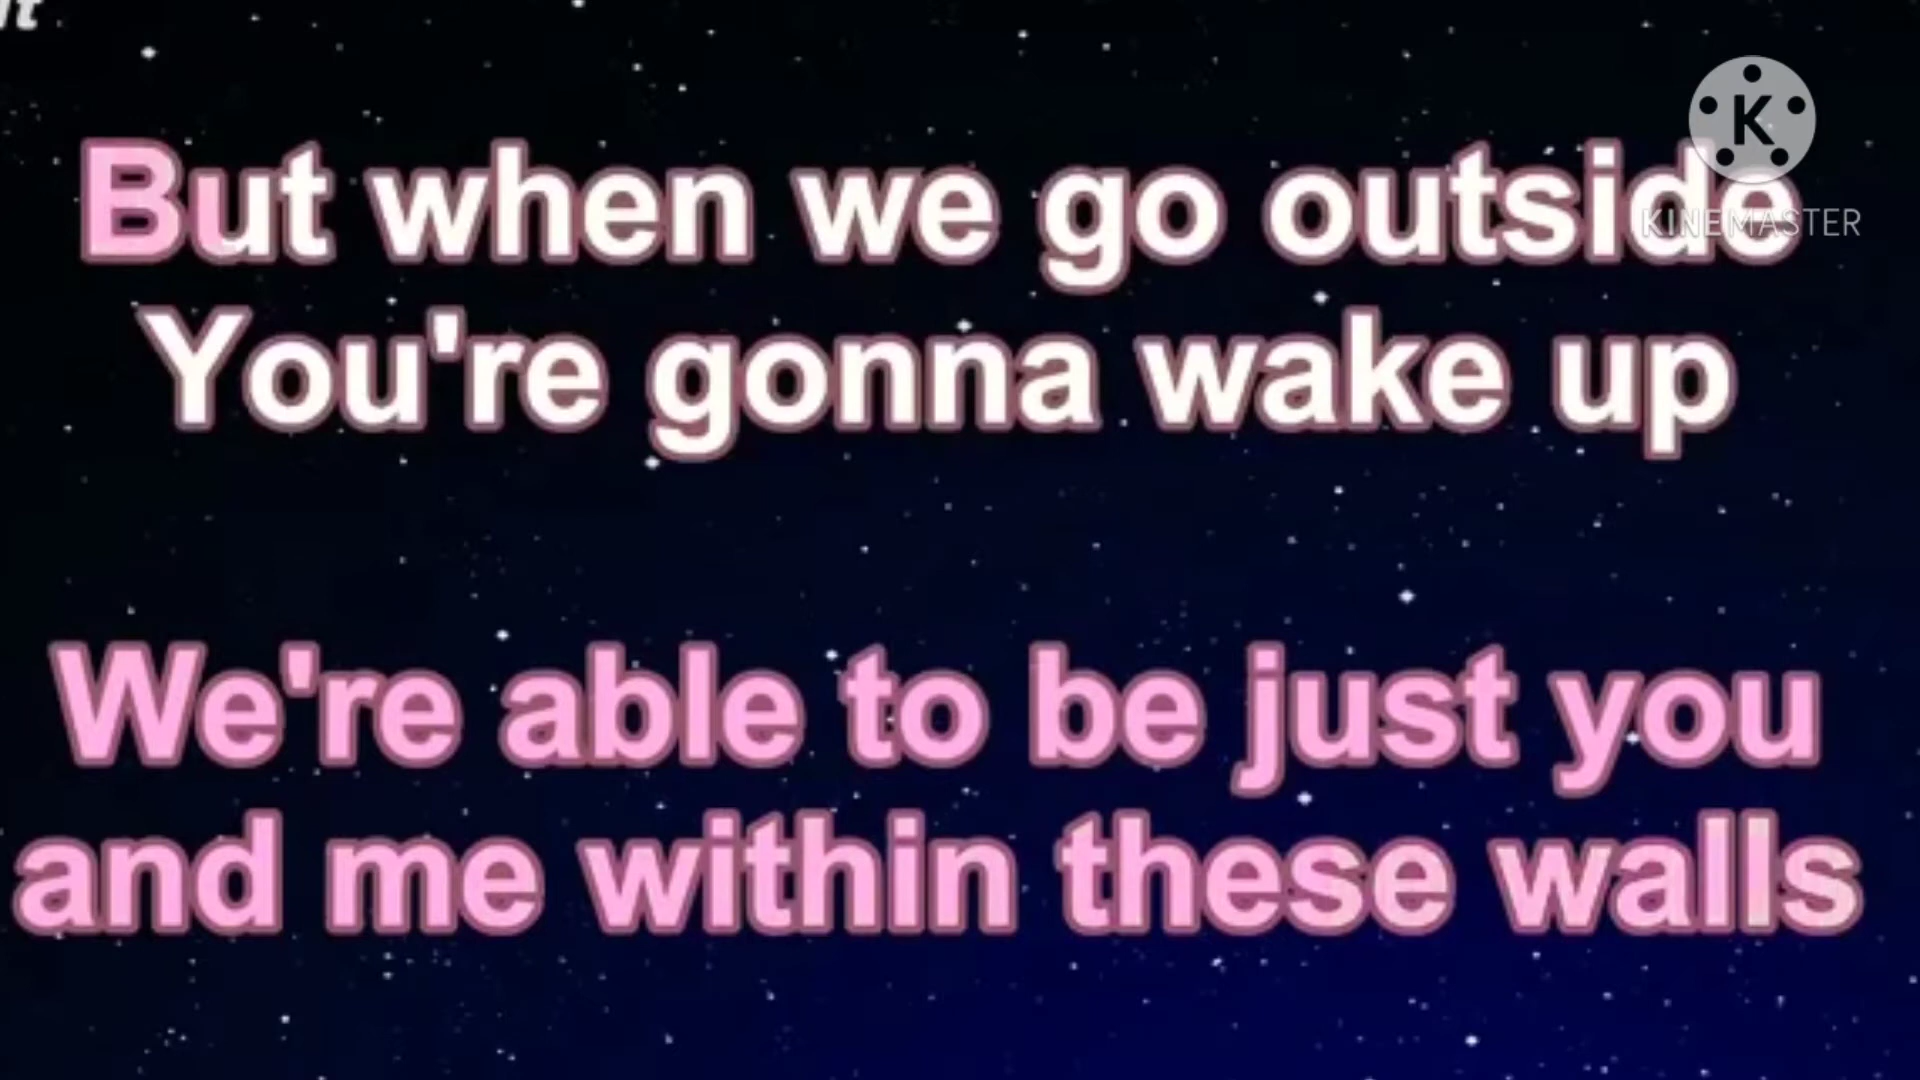 But when we go outside
KINEMASTER
You're gonna wake up
We're able to be just you
and me within these walls